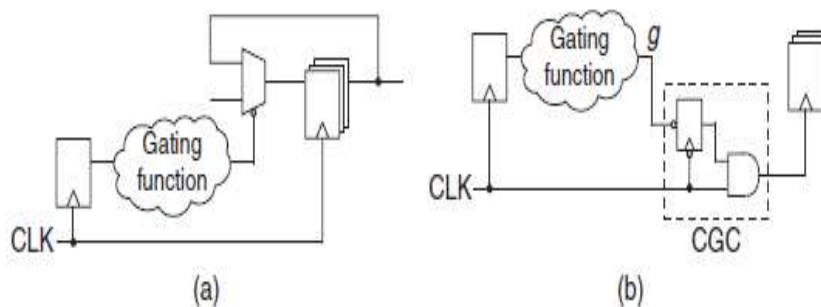 Gating
function
CLK
(a)
Gating
function
g
CLK
CGC
(b)